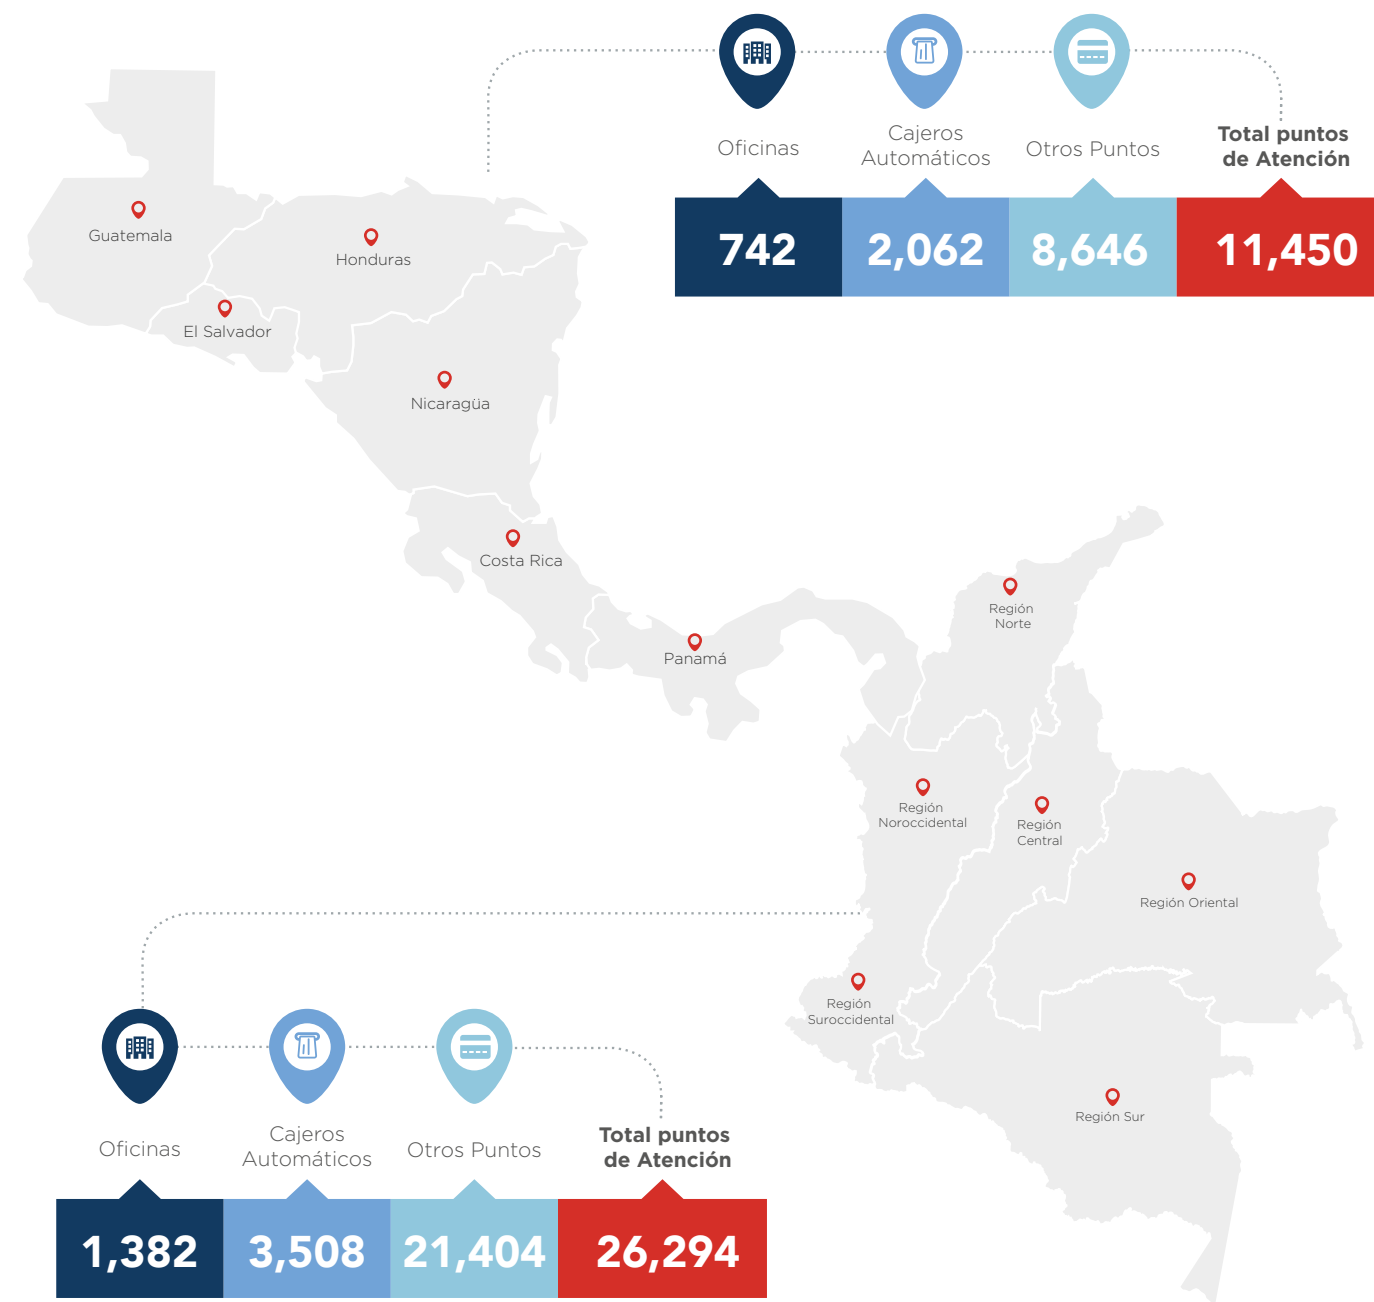 Oficinas
Cajeros
Automáticos
Otros Puntos
Total puntos
de Atención
742
2,062
8,646
11,450
Guatemala
Honduras
El Salvador
Nicaragüa
Costa Rica
Panamá
Región
Norte
Región
Noroccidental
Región
Central
Región Oriental
Región
Suroccidental
Región Sur
Oficinas
Cajeros
Automáticos
Otros Puntos
Total puntos
de Atención
1,382
3,508
21,404
26,294